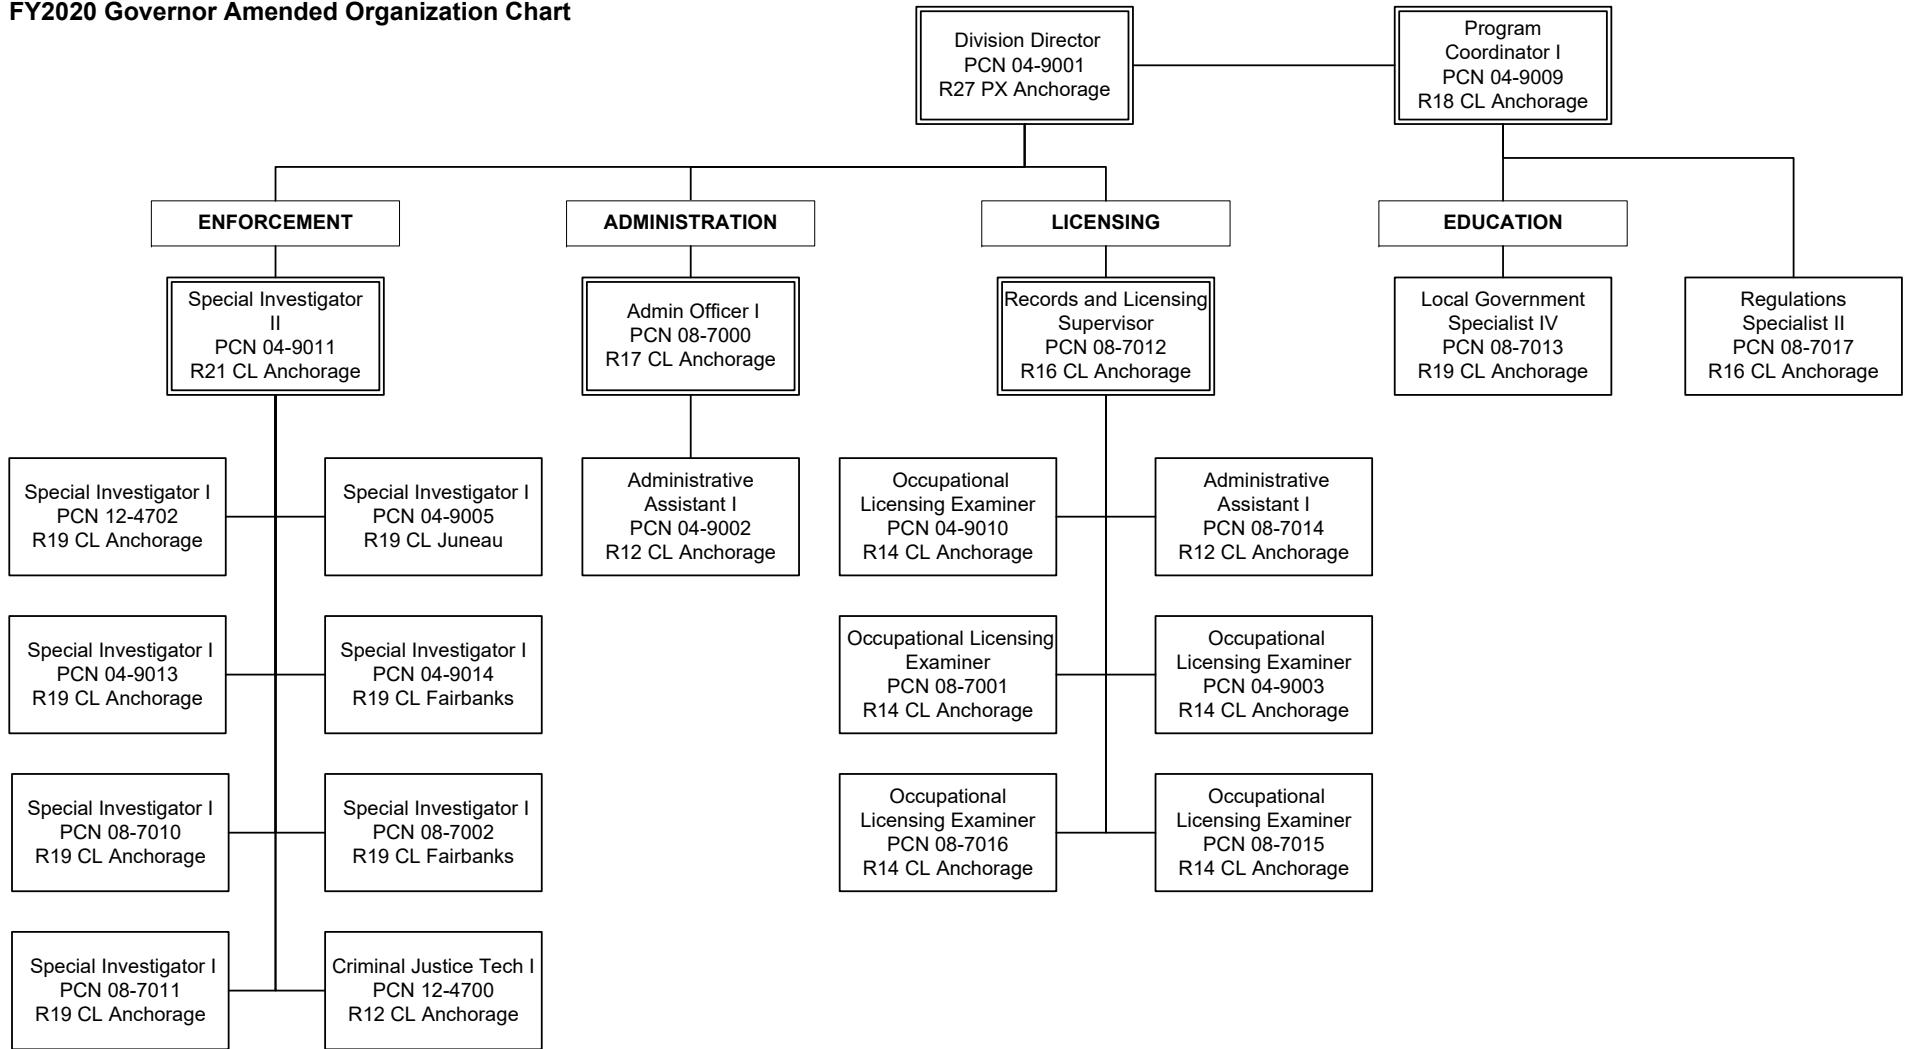 FY2020 Governor Amended Organization Chart
Division Director
PCN 04-9001
R27 PX Anchorage
Program
Coordinator I
PCN 04-9009
R18 CL Anchorage
ENFORCEMENT
ADMINISTRATION
LICENSING
EDUCATION
Special Investigator
II
PCN 04-9011
R21 CL Anchorage
Admin Officer I
PCN 08-7000
R17 CL Anchorage
Records and Licensing
Supervisor
PCN 08-7012
R16 CL Anchorage
Local Government
Specialist IV
PCN 08-7013
R19 CL Anchorage
Regulations
Specialist II
PCN 08-7017
R16 CL Anchorage
Special Investigator I
PCN 12-4702
R19 CL Anchorage
Special Investigator I
PCN 04-9005
R19 CL Juneau
Administrative
Assistant I
PCN 04-9002
R12 CL Anchorage
Occupational
Licensing Examiner
PCN 04-9010
R14 CL Anchorage
Administrative
Assistant I
PCN 08-7014
R12 CL Anchorage
Special Investigator I
PCN 04-9013
R19 CL Anchorage
Special Investigator I
PCN 04-9014
R19 CL Fairbanks
Occupational Licensing
Examiner
PCN 08-7001
R14 CL Anchorage
Occupational
Licensing Examiner
PCN 04-9003
R14 CL Anchorage
Special Investigator I
PCN 08-7010
R19 CL Anchorage
Special Investigator I
PCN 08-7002
R19 CL Fairbanks
Occupational
Licensing Examiner
PCN 08-7016
R14 CL Anchorage
Occupational
Licensing Examiner
PCN 08-7015
R14 CL Anchorage
Special Investigator I
PCN 08-7011
R19 CL Anchorage
Criminal Justice Tech I
PCN 12-4700
R12 CL Anchorage